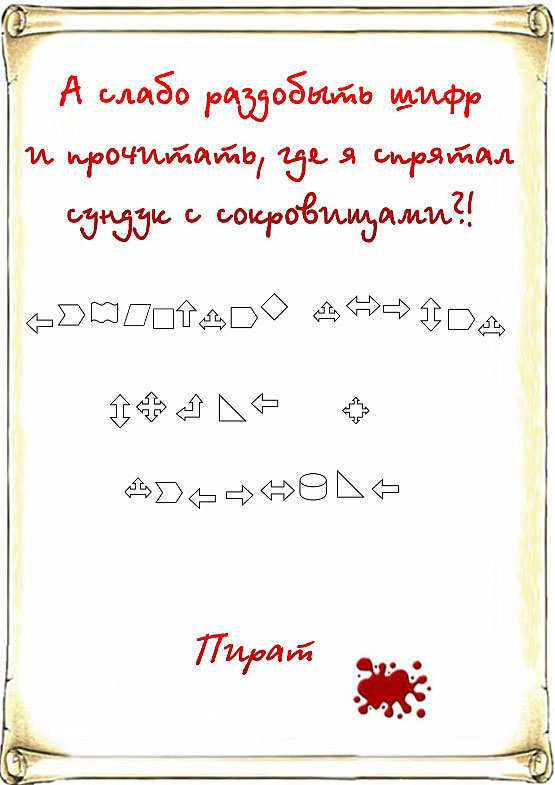 А слабо раздобыть шифр
и прочитать, где я спрятал
сундук с сокровищами?!
Пират